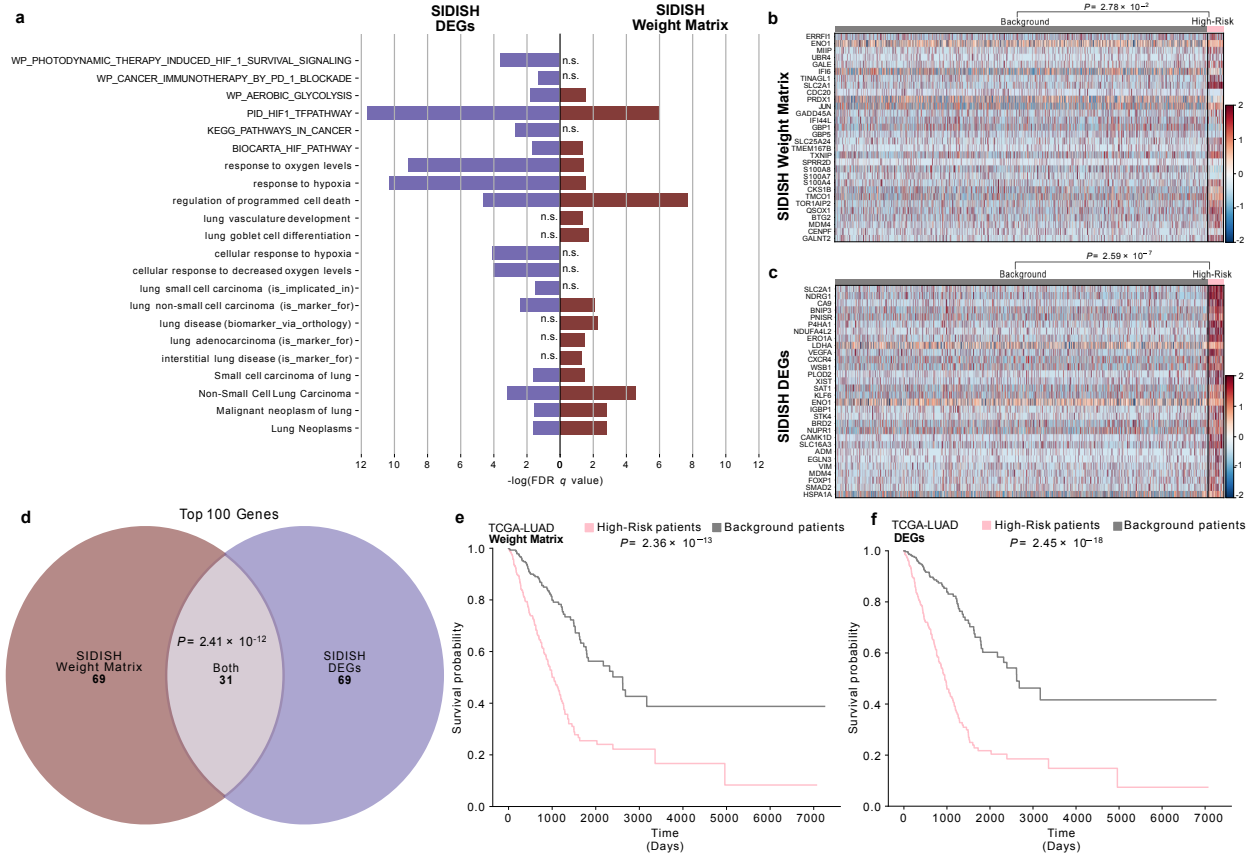 a
SIDISH
DEGs
SIDISH
Weight Matrix
WP_PHOTODYNAMIC_THERAPY_INDUCED_HIF_1_SURVIVAL_SIGNALING
n.s.
WP_CANCER_IMMUNOTHERAPY_BY_PD_1_BLOCKADE
n.s.
WP_AEROBIC_GLYCOLYSIS
PID_HIF1_TFPATHWAY
KEGG_PATHWAYS_IN_CANCER
n.s.
BIOCARTA_HIF_PATHWAY
response to oxygen levels
response to hypoxia
regulation of programmed cell death
lung vasculature development
n.s.
lung goblet cell differentiation
n.s.
cellular response to hypoxia
n.s.
cellular response to decreased oxygen levels
n.s.
lung small cell carcinoma (is_implicated_in)
n.s.
lung non-small cell carcinoma (is_marker_for)
lung disease (biomarker_via_orthology)
n.s.
lung adenocarcinoma (is_marker_for)
n.s.
interstitial lung disease (is_marker_for)
n.s.
Small cell carcinoma of lung
Non-Small Cell Lung Carcinoma
Malignant neoplasm of lung
Lung Neoplasms
12 10 8 6 4 2 0 2 4 6 8 10 12
-log(FDR q value)
b
P = 2.78 × 10⁻²
Background
High-Risk
SIDISH Weight Matrix
ERRFI1
ENO1
MIIP
UBR4
GALE
IFI6
TINAGL1
SLC2A1
CDC20
PRDX1
JUN
GADD45A
IFI44L
GBP1
GBP5
SLC25A24
TMEM167B
TXNIP
SPRR2D
S100A8
S100A7
S100A4
CKS1B
TMCO1
TOR1AIP2
QSOX1
BTG2
MDM4
CENPF
GALNT2
2
1
0
-1
-2
c
P = 2.59 × 10⁻⁷
Background
High-Risk
SIDISH DEGs
SLC2A1
NDRG1
CA9
BNIP3
PNISR
P4HA1
NDUFA4L2
ERO1A
LDHA
VEGFA
CXCR4
WSB1
PLOD2
XIST
SAT1
KLF6
ENO1
IGBP1
STK4
BRD2
NUPR1
CAMK1D
SLC16A3
ADM
EGLN3
VIM
MDM4
FOXP1
SMAD2
HSPA1A
2
1
0
-1
-2
d
Top 100 Genes
SIDISH
Weight Matrix
69
P = 2.41 × 10⁻¹²
Both
31
SIDISH
DEGs
69
e
TCGA-LUAD
Weight Matrix
High-Risk patients
Background patients
P = 2.36 × 10⁻¹³
Survival probability
1.0
0.8
0.6
0.4
0.2
0.0
0 1000 2000 3000 4000 5000 6000 7000
Time
(Days)
f
TCGA-LUAD
DEGs
High-Risk patients
Background patients
P = 2.45 × 10⁻¹⁸
Survival probability
1.0
0.8
0.6
0.4
0.2
0.0
0 1000 2000 3000 4000 5000 6000 7000
Time
(Days)